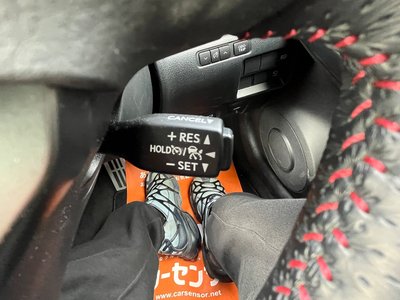 CANCEL
+ RES ▲
HOLD / ◀
− SET ▼
ーセン
www.carsensor.net